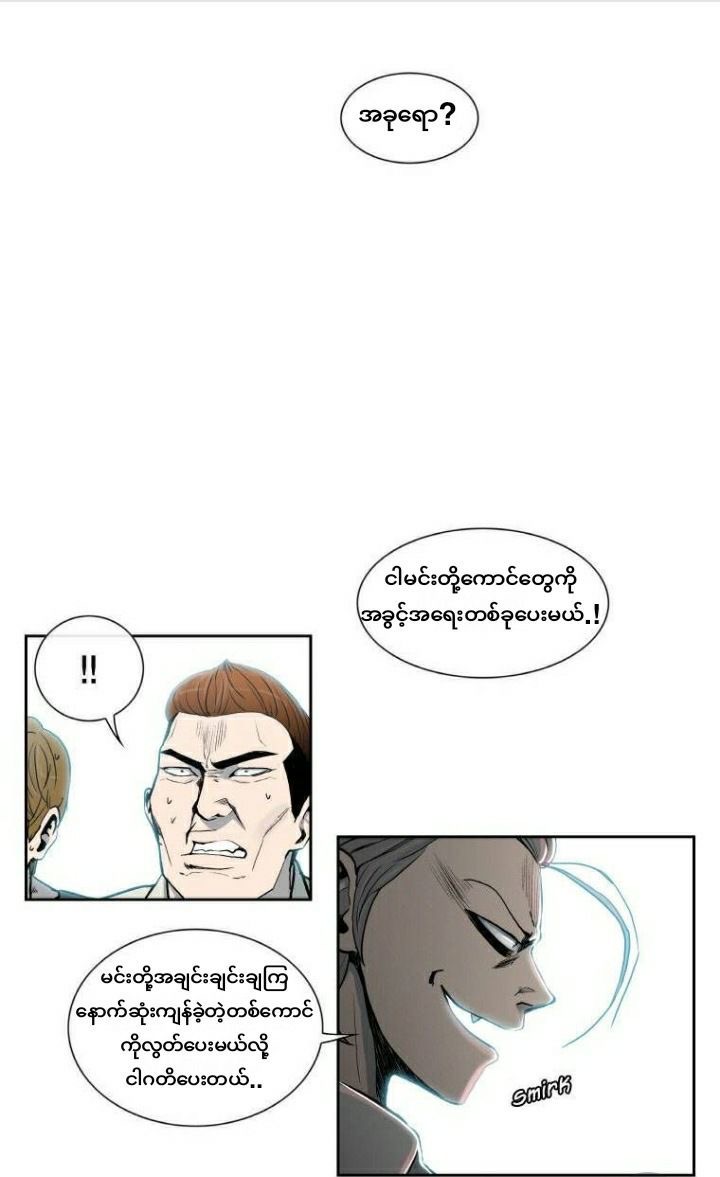 အခုရော?
ငါမင်းတို့ကောင်တွေကို
အခွင့်အရေးတစ်ခုပေးမယ်.!
!!
မင်းတို့အချင်းချင်းချကြ
နောက်ဆုံးကျန်ခဲ့တဲ့တစ်ကောင်
ကိုလွတ်ပေးမယ်လို့
ငါဂတိပေးတယ်..
Smirk